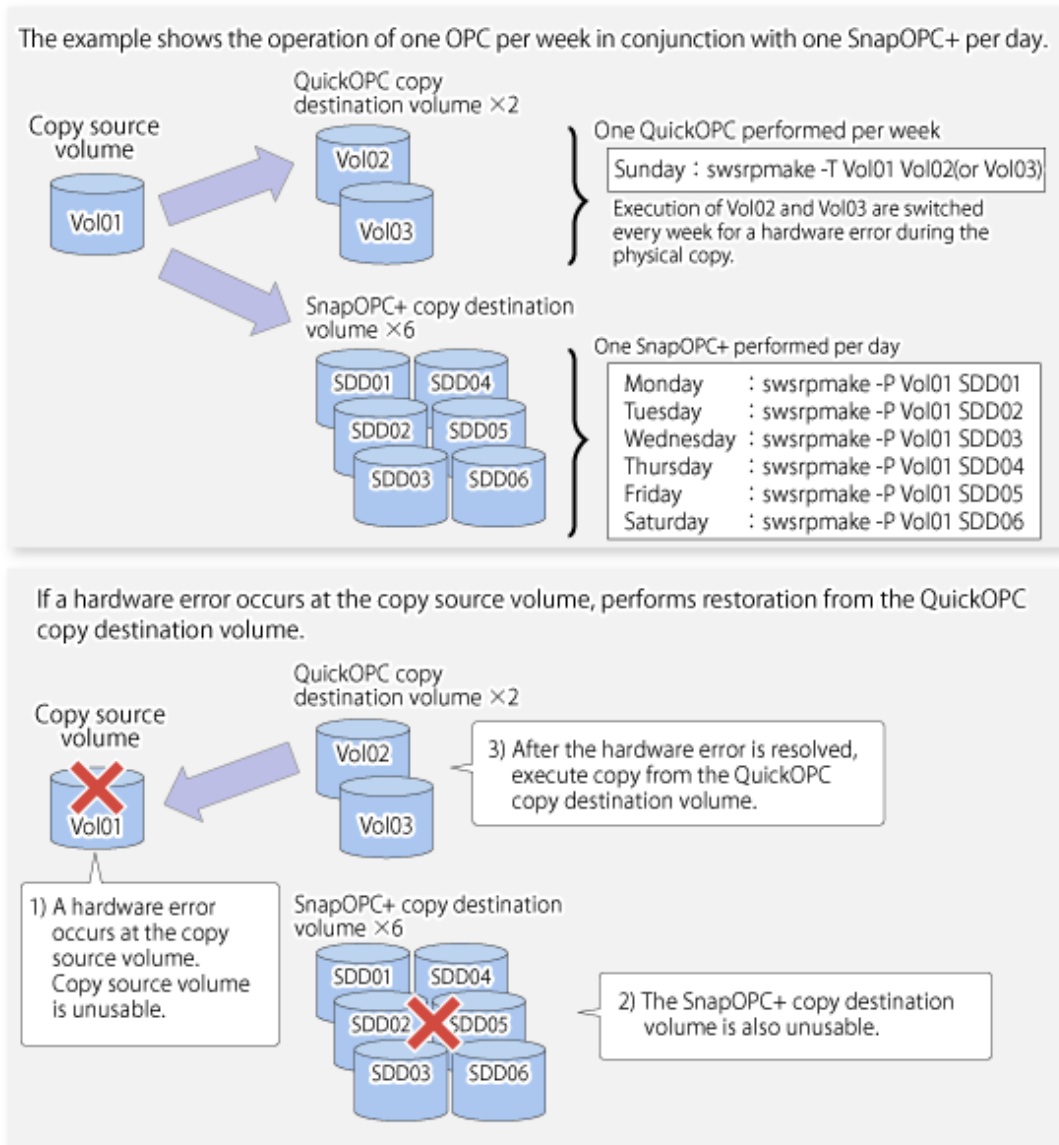 The example shows the operation of one OPC per week in conjunction with one SnapOPC+ per day.
QuickOPC copy
destination volume ×2
Copy source
volume
Vol01
Vol02
Vol03
One QuickOPC performed per week
Sunday : swsrpmake -T Vol01 Vol02(or Vol03)
Execution of Vol02 and Vol03 are switched
every week for a hardware error during the
physical copy.
SnapOPC+ copy destination
volume ×6
SDD01
SDD04
SDD02
SDD05
SDD03
SDD06
One SnapOPC+ performed per day
Monday : swsrpmake -P Vol01 SDD01
Tuesday : swsrpmake -P Vol01 SDD02
Wednesday : swsrpmake -P Vol01 SDD03
Thursday : swsrpmake -P Vol01 SDD04
Friday : swsrpmake -P Vol01 SDD05
Saturday : swsrpmake -P Vol01 SDD06
If a hardware error occurs at the copy source volume, performs restoration from the QuickOPC
copy destination volume.
QuickOPC copy
destination volume ×2
Copy source
volume
Vol01
Vol02
Vol03
3) After the hardware error is resolved,
execute copy from the QuickOPC
copy destination volume.
1) A hardware error
occurs at the copy
source volume.
Copy source volume
is unusable.
SnapOPC+ copy destination
volume ×6
SDD01
SDD04
SDD02
SDD05
SDD03
SDD06
2) The SnapOPC+ copy destination
volume is also unusable.